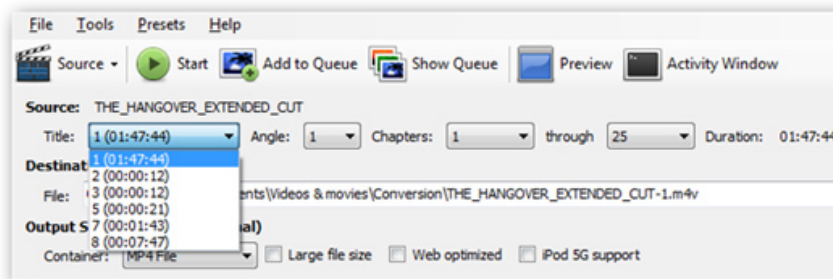 File Tools Presets Help
Source Start Add to Queue Show Queue Preview Activity Window
Source: THE_HANGOVER_EXTENDED_CUT
Title: 1 (01:47:44) Angle: 1 Chapters: 1 through 25 Duration: 01:47:44
1 (01:47:44)
Destinat
2 (00:00:12)
File: 3 (00:00:12) ents\Videos & movies\Conversion\THE_HANGOVER_EXTENDED_CUT-1.m4v
5 (00:00:21)
Output S 7 (00:01:43) al)
8 (00:07:47)
Container: MP4 File Large file size Web optimized iPod 5G support